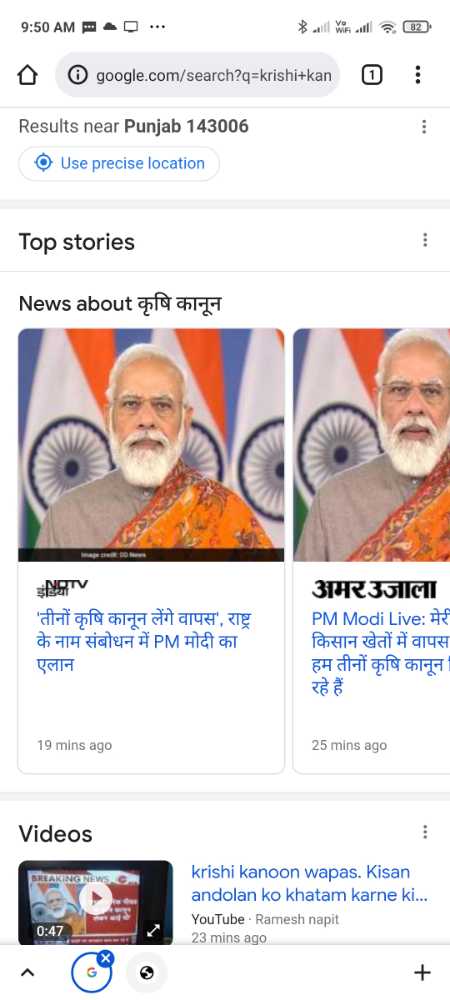 9:50 AM
Vo
WiFi
82
google.com/search?q=krishi+kan
1
Results near Punjab 143006
Use precise location
Top stories
News about कृषि कानून
Image credit: DD News
NDTV
इंडिया
'तीनों कृषि कानून लेंगे वापस', राष्ट्र
के नाम संबोधन में PM मोदी का
एलान
19 mins ago
अमर उजाला
PM Modi Live: मेरी
किसान खेतों में वापस
हम तीनों कृषि कानून
रहे हैं
25 mins ago
Videos
BREAKING NEWS
0:47
krishi kanoon wapas. Kisan
andolan ko khatam karne ki...
YouTube · Ramesh napit
23 mins ago
G